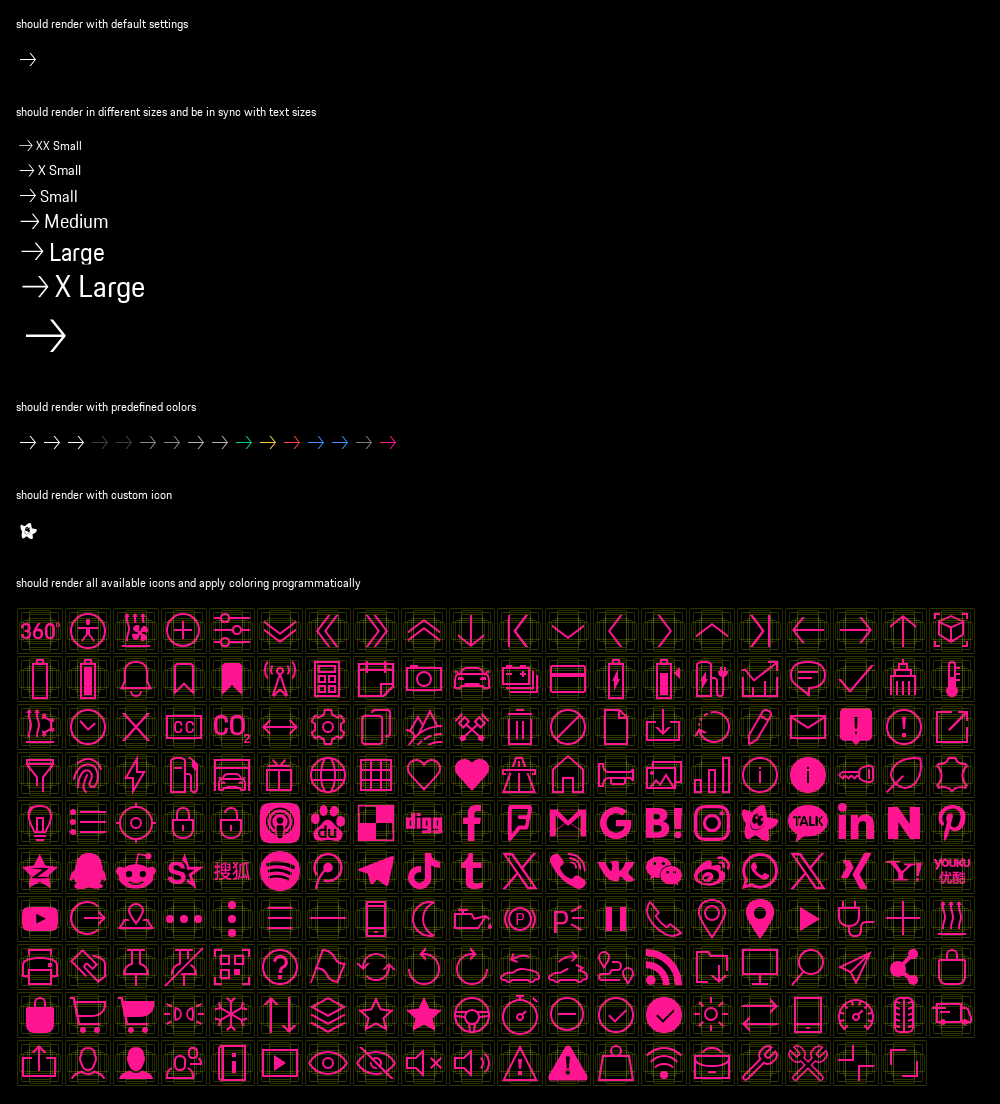 should render with default settings
should render in different sizes and be in sync with text sizes
XX Small
X Small
Small
Medium
Large
X Large
should render with predefined colors
should render with custom icon
should render all available icons and apply coloring programmatically
360°
CC CO2
du digg B! TALK in
搜狐 Y! YOUKU
优酷
P P